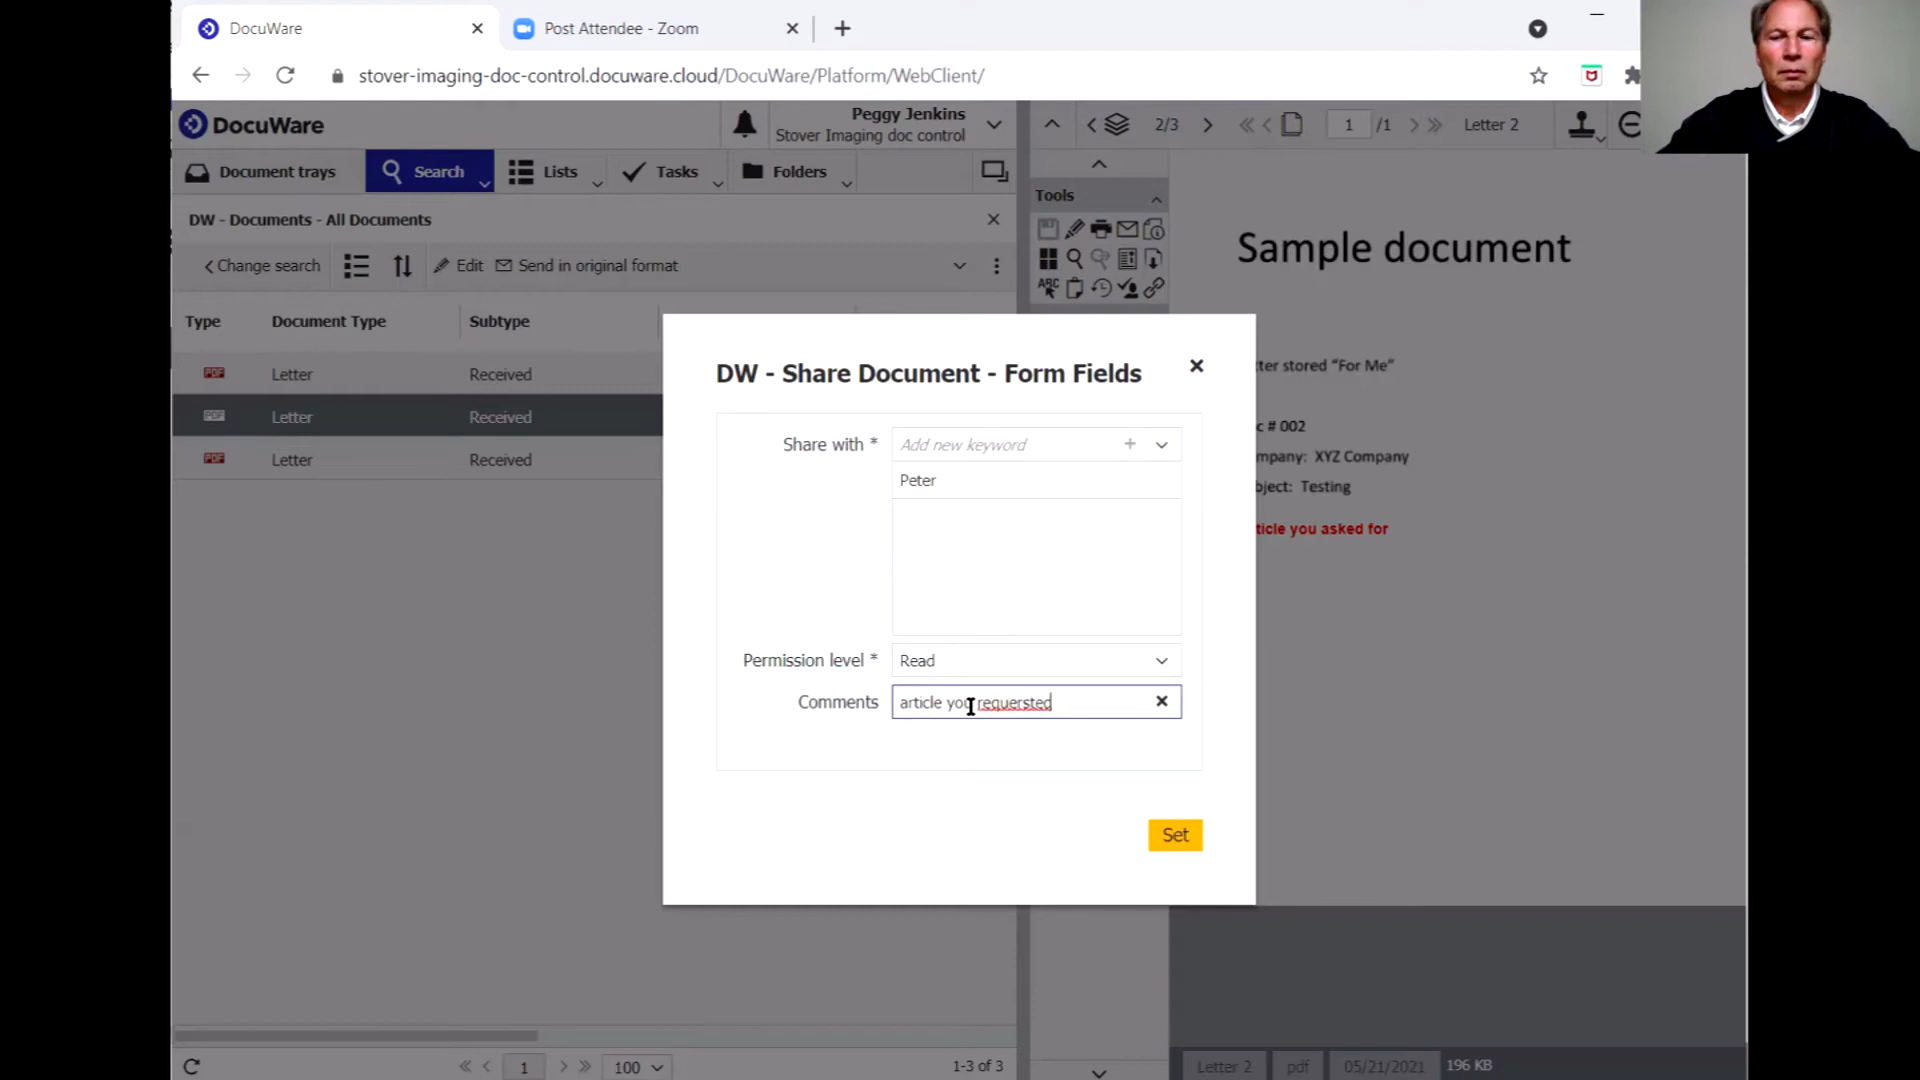 DocuWare
Post Attendee - Zoom
stover-imaging-doc-control.docuware.cloud/DocuWare/Platform/WebClient/
DocuWare
Peggy Jenkins
Stover Imaging doc control
2/3
1
/1
Letter 2
Document trays
Search
Lists
Tasks
Folders
Tools
DW - Documents - All Documents
Change search
Edit
Send in original format
ABC
Sample document
Type
Document Type
Subtype
PDF
Letter
Received
PDF
Letter
Received
PDF
Letter
Received
DW - Share Document - Form Fields
Share with *
Add new keyword
Peter
Permission level *
Read
Comments
article you requersted
Set
tter stored “For Me”
c # 002
mpany: XYZ Company
bject: Testing
ticle you asked for
1
100
1-3 of 3
Letter 2
pdf
05/21/2021
196 KB